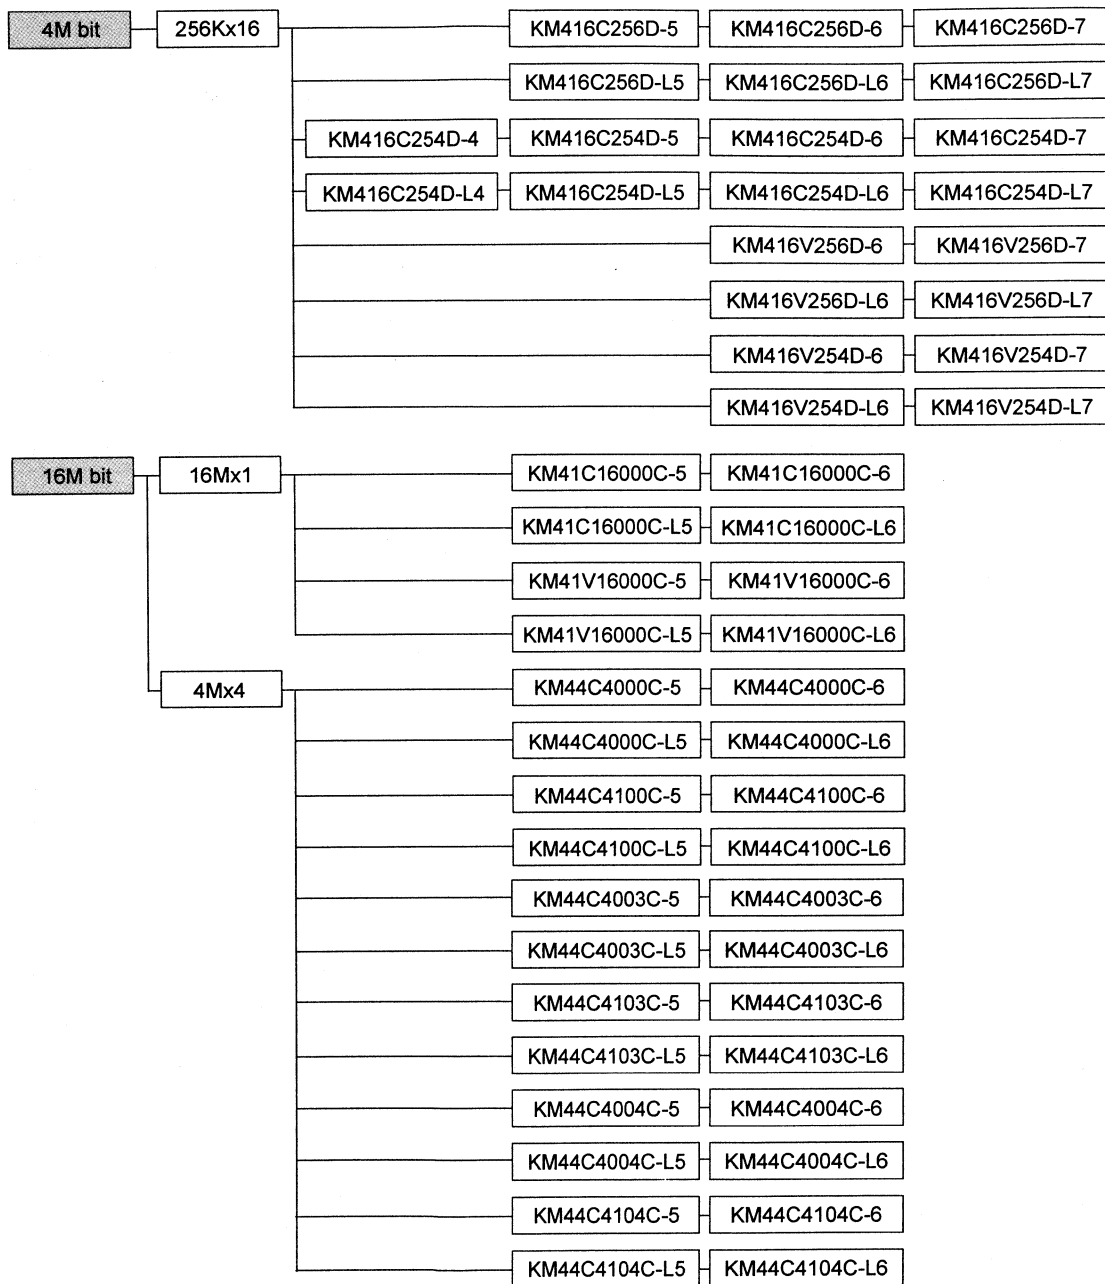 4M bit 256Kx16 KM416C256D-5 KM416C256D-6 KM416C256D-7
KM416C256D-L5 KM416C256D-L6 KM416C256D-L7
KM416C254D-4 KM416C254D-5 KM416C254D-6 KM416C254D-7
KM416C254D-L4 KM416C254D-L5 KM416C254D-L6 KM416C254D-L7
KM416V256D-6 KM416V256D-7
KM416V256D-L6 KM416V256D-L7
KM416V254D-6 KM416V254D-7
KM416V254D-L6 KM416V254D-L7
16M bit 16Mx1 KM41C16000C-5 KM41C16000C-6
KM41C16000C-L5 KM41C16000C-L6
KM41V16000C-5 KM41V16000C-6
KM41V16000C-L5 KM41V16000C-L6
4Mx4 KM44C4000C-5 KM44C4000C-6
KM44C4000C-L5 KM44C4000C-L6
KM44C4100C-5 KM44C4100C-6
KM44C4100C-L5 KM44C4100C-L6
KM44C4003C-5 KM44C4003C-6
KM44C4003C-L5 KM44C4003C-L6
KM44C4103C-5 KM44C4103C-6
KM44C4103C-L5 KM44C4103C-L6
KM44C4004C-5 KM44C4004C-6
KM44C4004C-L5 KM44C4004C-L6
KM44C4104C-5 KM44C4104C-6
KM44C4104C-L5 KM44C4104C-L6